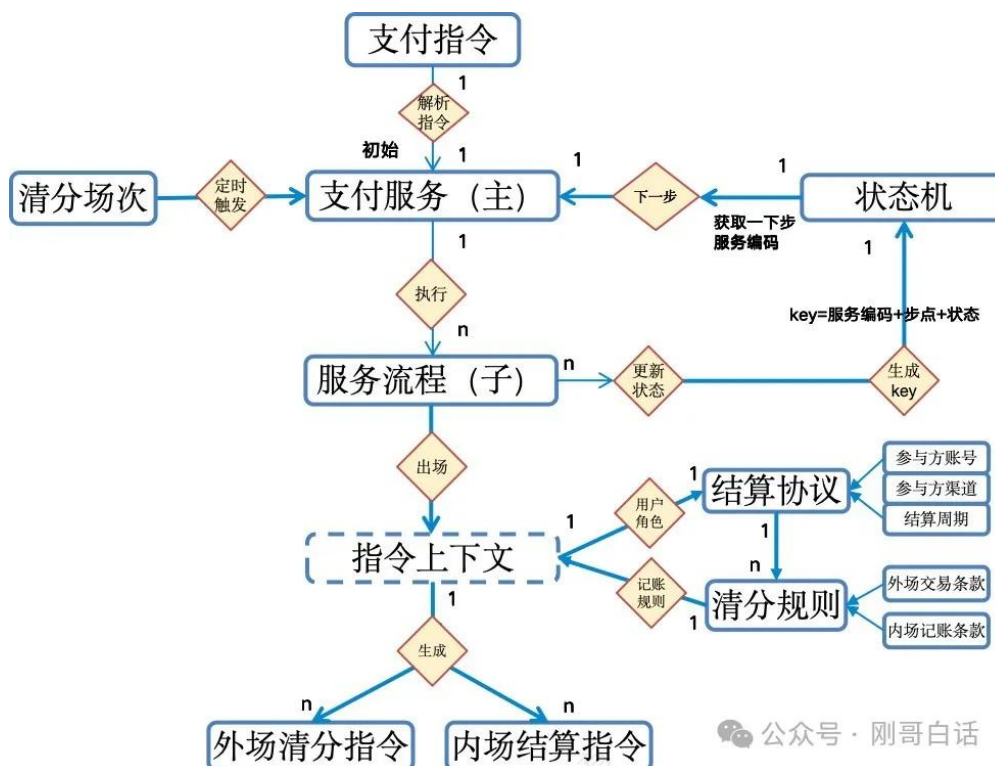 支付指令
1
解析
指令
初始
1
清分场次
定时
触发
支付服务（主）
1
下一步
1
状态机
获取一下步
服务编码
1
1
执行
n
key=服务编码+步点+状态
服务流程（子）
n
更新
状态
生成
key
出场
指令上下文
1
用户
角色
1
结算协议
参与方账号
参与方渠道
结算周期
1
n
记账
规则
1
清分规则
外场交易条款
内场记账条款
1
生成
n
n
外场清分指令
内场结算指令
公众号·刚哥白话